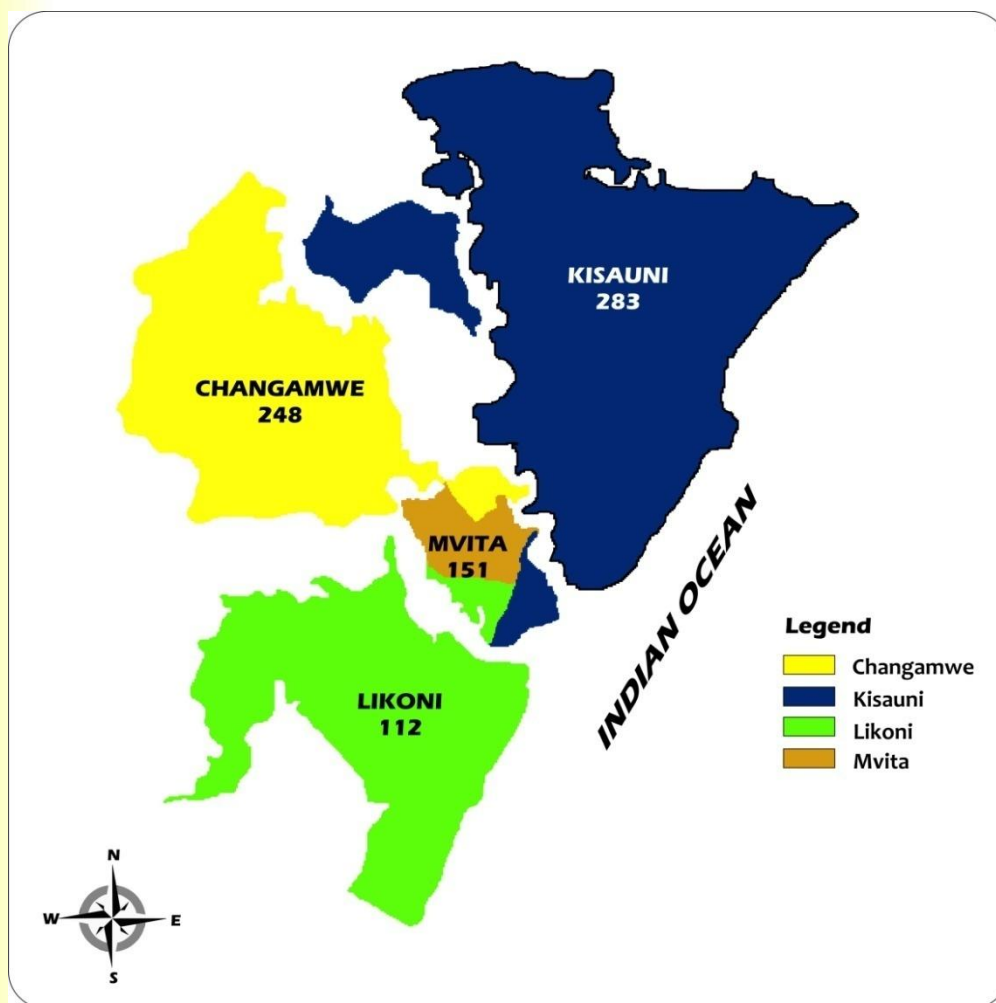 KISAUNI
283
CHANGAMWE
248
MVITA
151
LIKONI
112
INDIAN OCEAN
Legend
Changamwe
Kisauni
Likoni
Mvita
N
W
E
S